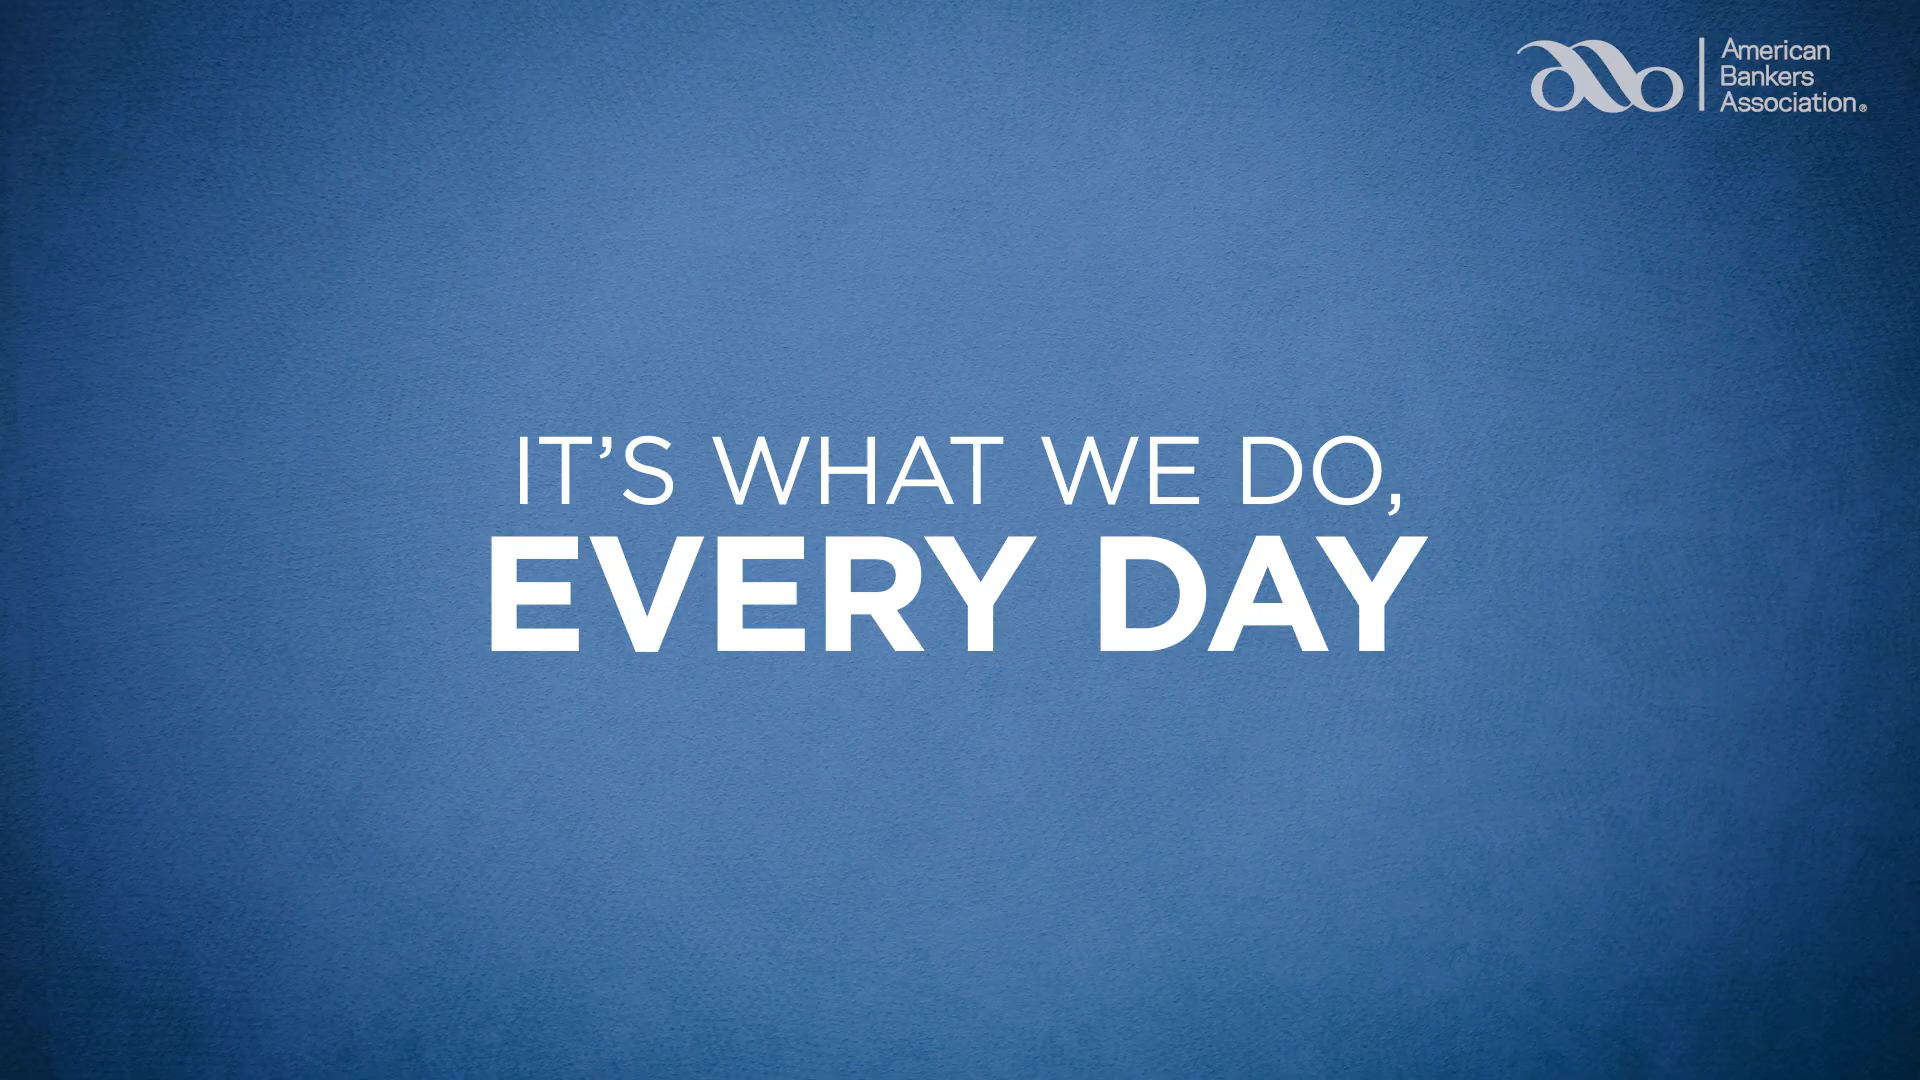 American
Bankers
Association®
IT’S WHAT WE DO,
EVERY DAY